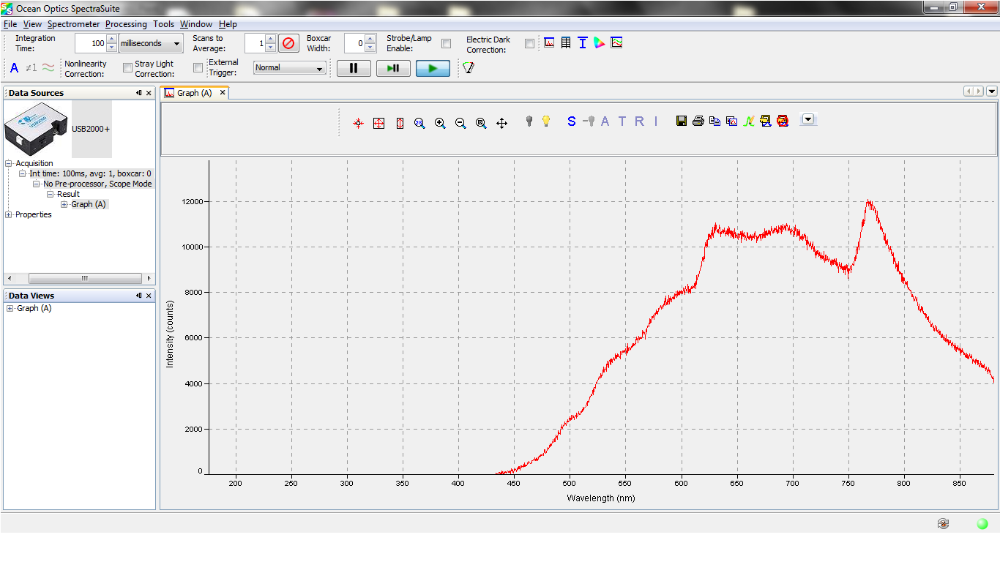 Ocean Optics SpectraSuite
File View Spectrometer Processing Tools Window Help
Integration Time: 100 milliseconds Scans to Average: 1 Boxcar Width: 0 Strobe/Lamp Enable: Electric Dark Correction:
A ≠1 Nonlinearity Correction: Stray Light Correction: External Trigger: Normal
Data Sources
Graph (A)
USB2000+
S A T R I
Acquisition
Int time: 100ms, avg: 1, boxcar: 0
No Pre-processor, Scope Mode
Result
Graph (A)
Properties
Data Views
Graph (A)
Intensity (counts)
12000
10000
8000
6000
4000
2000
0
200 250 300 350 400 450 500 550 600 650 700 750 800 850
Wavelength (nm)